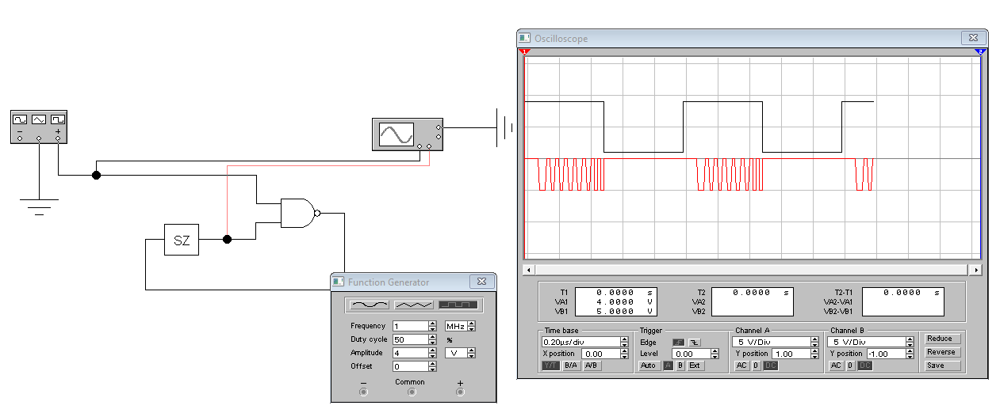 Oscilloscope
1
2
− +
SZ
Function Generator
Frequency 1 MHz
Duty cycle 50 %
Amplitude 4 V
Offset 0
− Common +
T1 0.0000 s
VA1 4.0000 V
VB1 5.0000 V
T2 0.0000 s
VA2
VB2
T2-T1 0.0000 s
VA2-VA1
VB2-VB1
Time base
0.20µs/div
X position 0.00
Y/T B/A A/B
Trigger
Edge
Level 0.00
Auto A B Ext
Channel A
5 V/Div
Y position 1.00
AC 0 DC
Channel B
5 V/Div
Y position -1.00
AC 0 DC
Reduce
Reverse
Save